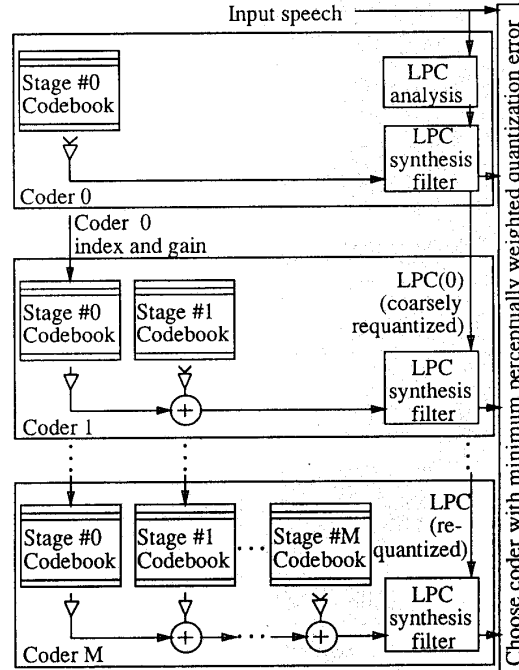 Input speech
Stage #0
Codebook
LPC
analysis
LPC
synthesis
filter
Coder 0
Coder 0
index and gain
Stage #0
Codebook
Stage #1
Codebook
LPC(0)
(coarsely
requantized)
LPC
synthesis
filter
Coder 1
Stage #0
Codebook
Stage #1
Codebook
Stage #M
Codebook
LPC
(re-
quantized)
LPC
synthesis
filter
Coder M
Choose coder with minimum perceptually weighted quantization error